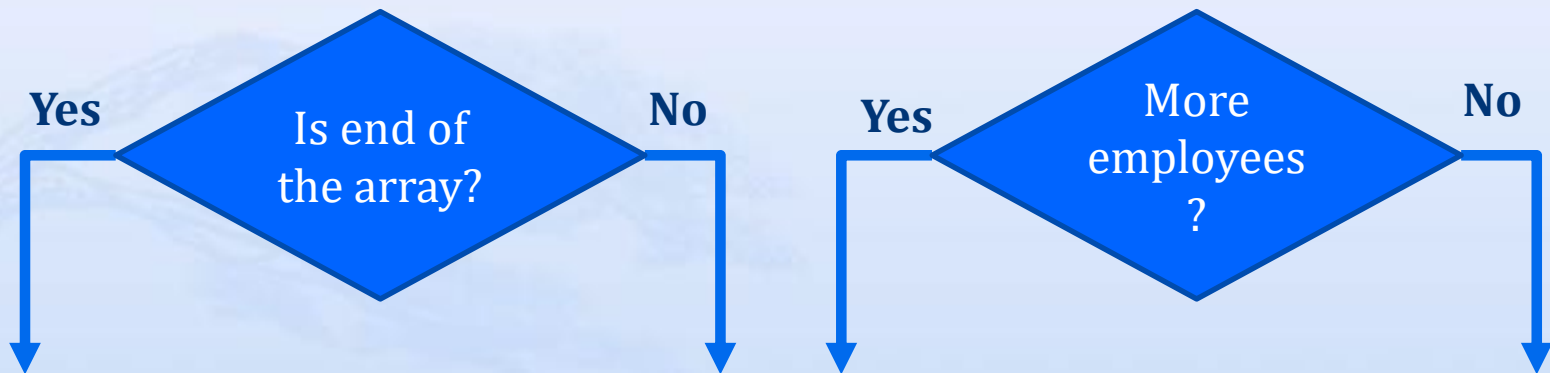 Yes
Is end of
the array?
No
Yes
More
employees
?
No